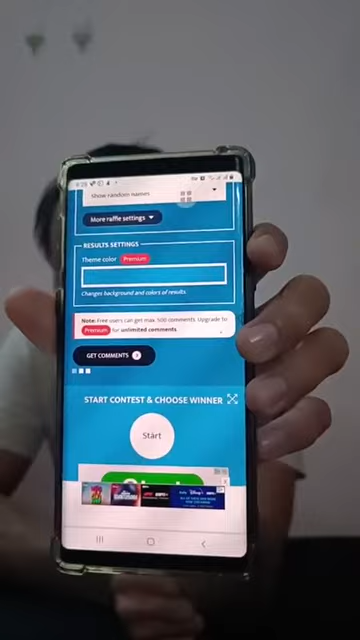 Show random names
More raffle settings
RESULTS SETTINGS
Theme color Premium
Changes background and colors of results.
Note: Free users can get max 500 comments. Upgrade to
Premium for unlimited comments.
GET COMMENTS
START CONTEST & CHOOSE WINNER
Start